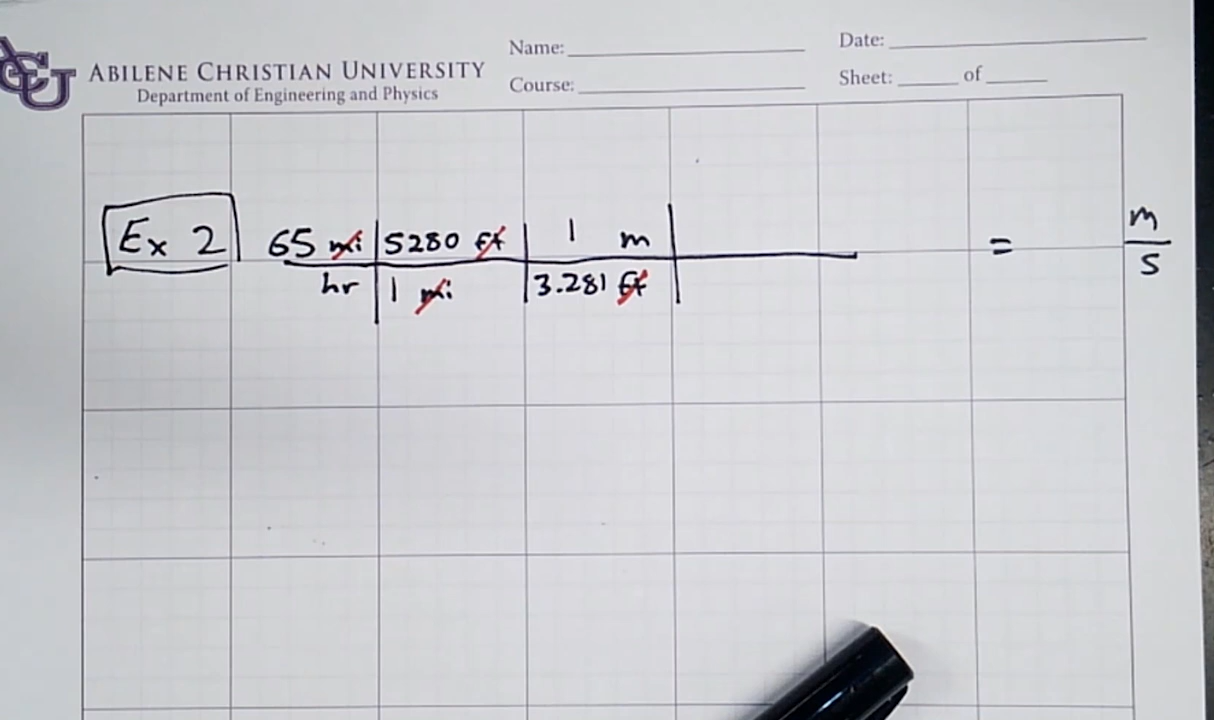 ACU
ABILENE CHRISTIAN UNIVERSITY
Department of Engineering and Physics
Name:
Course:
Date:
Sheet: of
Ex 2 65 mi 5280 ft 1 m = m
hr 1 mi 3.281 ft s